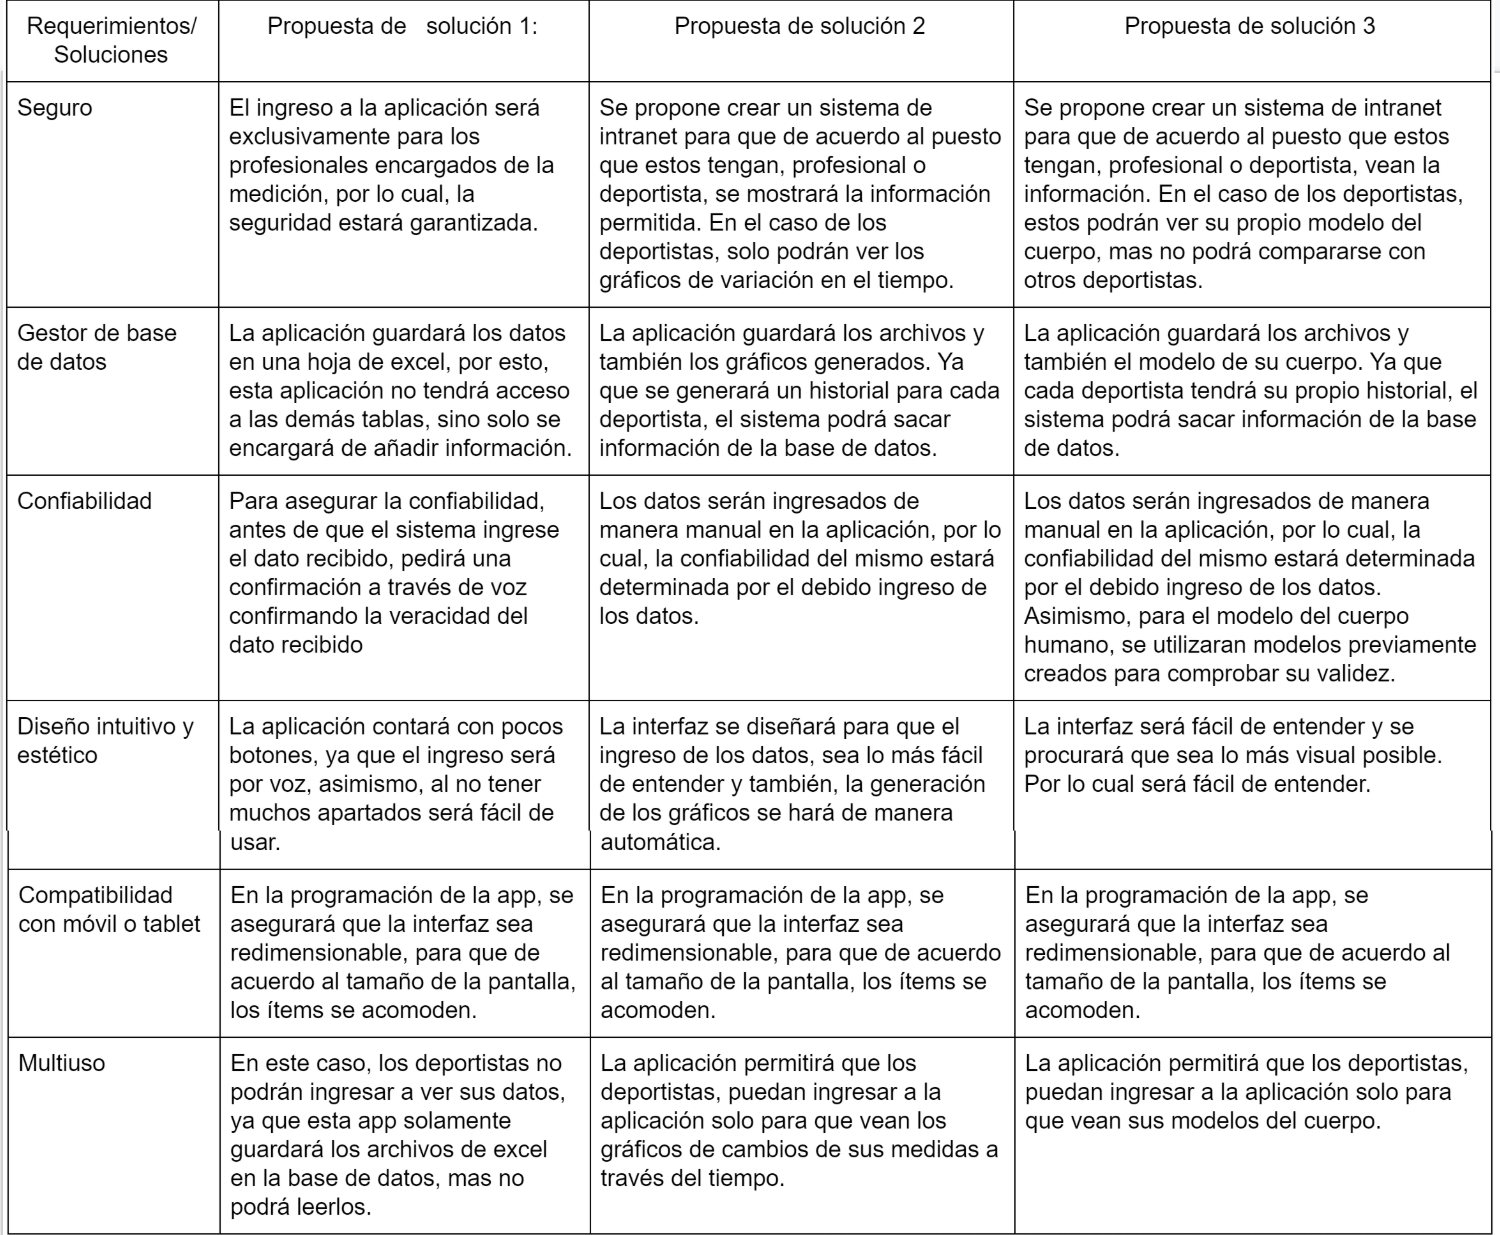 Requerimientos/
Soluciones
Propuesta de   solución 1:
Propuesta de solución 2
Propuesta de solución 3
Seguro
El ingreso a la aplicación será
exclusivamente para los
profesionales encargados de la
medición, por lo cual, la
seguridad estará garantizada.
Se propone crear un sistema de
intranet para que de acuerdo al puesto
que estos tengan, profesional o
deportista, se mostrará la información
permitida. En el caso de los
deportistas, solo podrán ver los
gráficos de variación en el tiempo.
Se propone crear un sistema de intranet
para que de acuerdo al puesto que estos
tengan, profesional o deportista, vean la
información. En el caso de los deportistas,
estos podrán ver su propio modelo del
cuerpo, mas no podrá compararse con
otros deportistas.
Gestor de base
de datos
La aplicación guardará los datos
en una hoja de excel, por esto,
esta aplicación no tendrá acceso
a las demás tablas, sino solo se
encargará de añadir información.
La aplicación guardará los archivos y
también los gráficos generados. Ya
que se generará un historial para cada
deportista, el sistema podrá sacar
información de la base de datos.
La aplicación guardará los archivos y
también el modelo de su cuerpo. Ya que
cada deportista tendrá su propio historial, el
sistema podrá sacar información de la base
de datos.
Confiabilidad
Para asegurar la confiabilidad,
antes de que el sistema ingrese
el dato recibido, pedirá una
confirmación a través de voz
confirmando la veracidad del
dato recibido
Los datos serán ingresados de
manera manual en la aplicación, por lo
cual, la confiabilidad del mismo estará
determinada por el debido ingreso de
los datos.
Los datos serán ingresados de manera
manual en la aplicación, por lo cual, la
confiabilidad del mismo estará determinada
por el debido ingreso de los datos.
Asimismo, para el modelo del cuerpo
humano, se utilizaran modelos previamente
creados para comprobar su validez.
Diseño intuitivo y
estético
La aplicación contará con pocos
botones, ya que el ingreso será
por voz, asimismo, al no tener
muchos apartados será fácil de
usar.
La interfaz se diseñará para que el
ingreso de los datos, sea lo más fácil
de entender y también, la generación
de los gráficos se hará de manera
automática.
La interfaz será fácil de entender y se
procurará que sea lo más visual posible.
Por lo cual será fácil de entender.
Compatibilidad
con móvil o tablet
En la programación de la app, se
asegurará que la interfaz sea
redimensionable, para que de
acuerdo al tamaño de la pantalla,
los ítems se acomoden.
En la programación de la app, se
asegurará que la interfaz sea
redimensionable, para que de acuerdo
al tamaño de la pantalla, los ítems se
acomoden.
En la programación de la app, se
asegurará que la interfaz sea
redimensionable, para que de acuerdo al
tamaño de la pantalla, los ítems se
acomoden.
Multiuso
En este caso, los deportistas no
podrán ingresar a ver sus datos,
ya que esta app solamente
guardará los archivos de excel
en la base de datos, mas no
podrá leerlos.
La aplicación permitirá que los
deportistas, puedan ingresar a la
aplicación solo para que vean los
gráficos de cambios de sus medidas a
través del tiempo.
La aplicación permitirá que los deportistas,
puedan ingresar a la aplicación solo para
que vean sus modelos del cuerpo.